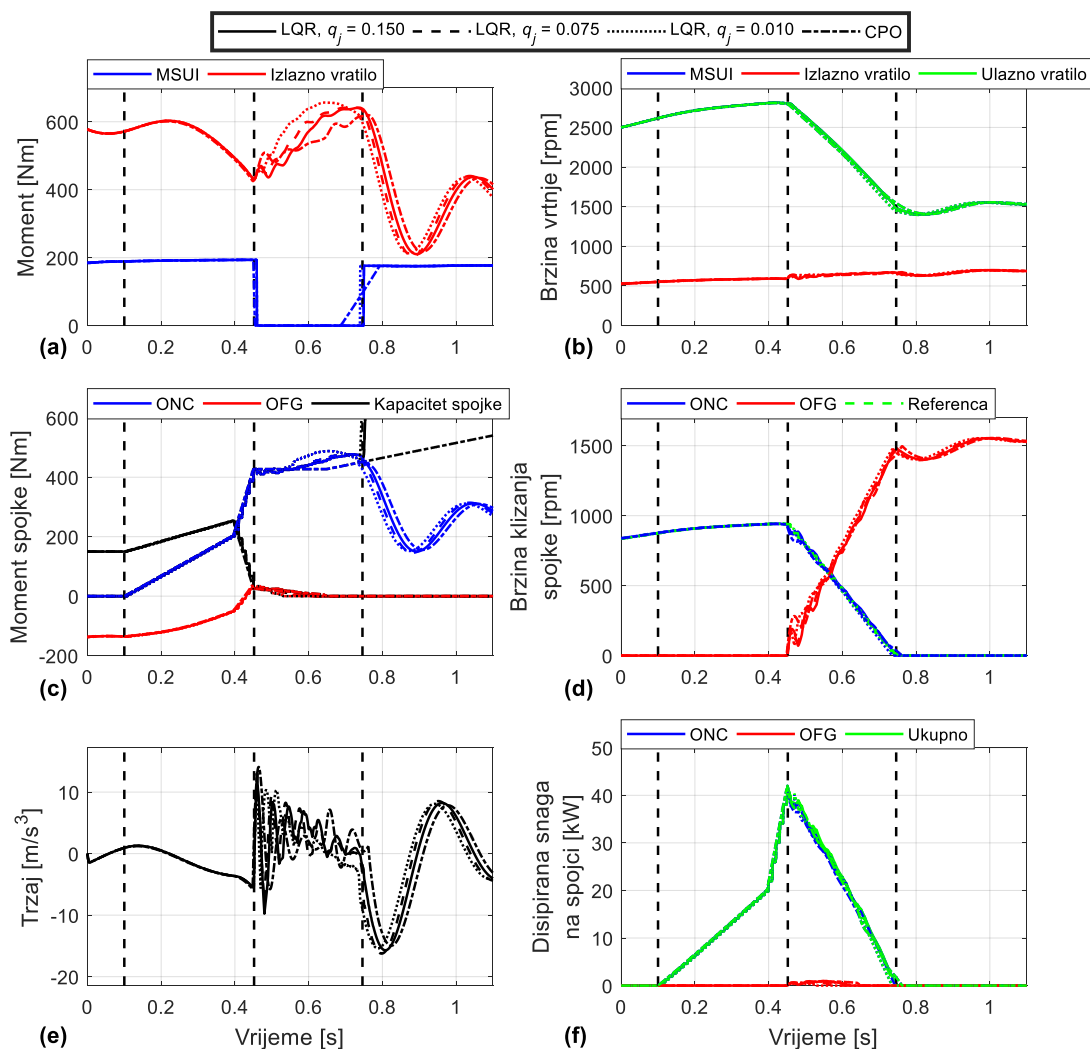 LQR, qj = 0.150 LQR, qj = 0.075 LQR, qj = 0.010 CPO
MSUI Izlazno vratilo
Moment [Nm]
600
400
200
0
0 0.2 0.4 0.6 0.8 1
(a)
MSUI Izlazno vratilo Ulazno vratilo
Brzina vrtnje [rpm]
3000
2500
2000
1500
1000
500
0
0 0.2 0.4 0.6 0.8 1
(b)
ONC OFG Kapacitet spojke
Moment spojke [Nm]
600
400
200
0
-200
0 0.2 0.4 0.6 0.8 1
(c)
ONC OFG Referenca
Brzina klizanja
spojke [rpm]
1500
1000
500
0
0 0.2 0.4 0.6 0.8 1
(d)
Trzaj [m/s³]
10
0
-10
-20
0 0.2 0.4 0.6 0.8 1
(e)
Vrijeme [s]
ONC OFG Ukupno
Disipirana snaga
na spojci [kW]
50
40
30
20
10
0
0 0.2 0.4 0.6 0.8 1
(f)
Vrijeme [s]